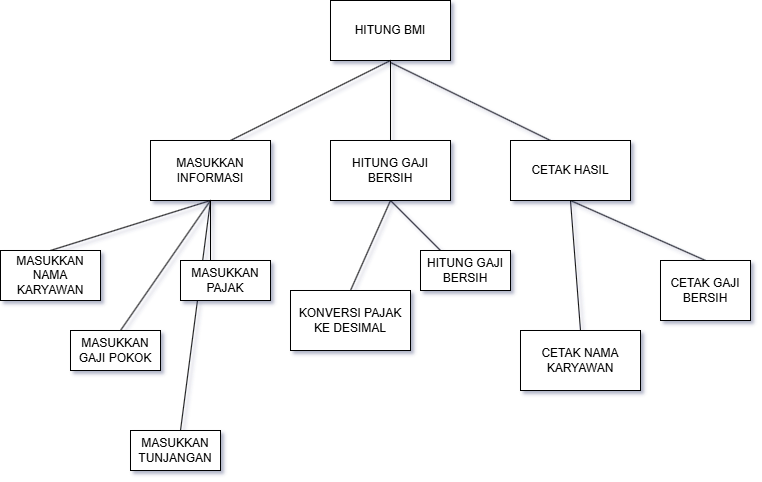 HITUNG BMI
MASUKKAN
INFORMASI
HITUNG GAJI
BERSIH
CETAK HASIL
MASUKKAN
NAMA
KARYAWAN
MASUKKAN
PAJAK
HITUNG GAJI
BERSIH
CETAK GAJI
BERSIH
KONVERSI PAJAK
KE DESIMAL
MASUKKAN
GAJI POKOK
CETAK NAMA
KARYAWAN
MASUKKAN
TUNJANGAN